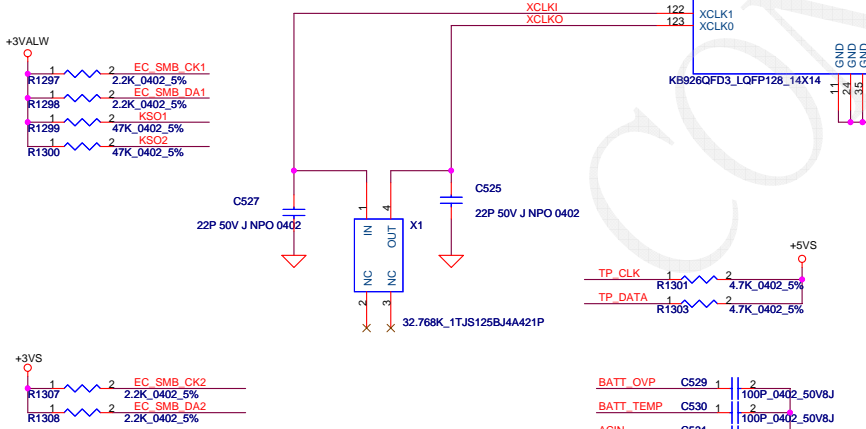 XCLKI
XCLKO
122
123
XCLK1
XCLK0
GND
GND
GND
11
24
35
KB926QFD3_LQFP128_14X14
+3VALW
1
2
EC_SMB_CK1
R1297
2.2K_0402_5%
1
2
EC_SMB_DA1
R1298
2.2K_0402_5%
1
2
KSO1
R1299
47K_0402_5%
1
2
KSO2
R1300
47K_0402_5%
C527
22P 50V J NPO 0402
C525
22P 50V J NPO 0402
1
4
IN
OUT
X1
NC
NC
2
3
32.768K_1TJS125BJ4A421P
+5VS
TP_CLK
1
2
R1301
4.7K_0402_5%
TP_DATA
1
2
R1303
4.7K_0402_5%
+3VS
1
2
EC_SMB_CK2
R1307
2.2K_0402_5%
1
2
EC_SMB_DA2
R1308
2.2K_0402_5%
BATT_OVP
C529
1
2
100P_0402_50V8J
BATT_TEMP
C530
1
2
100P_0402_50V8J